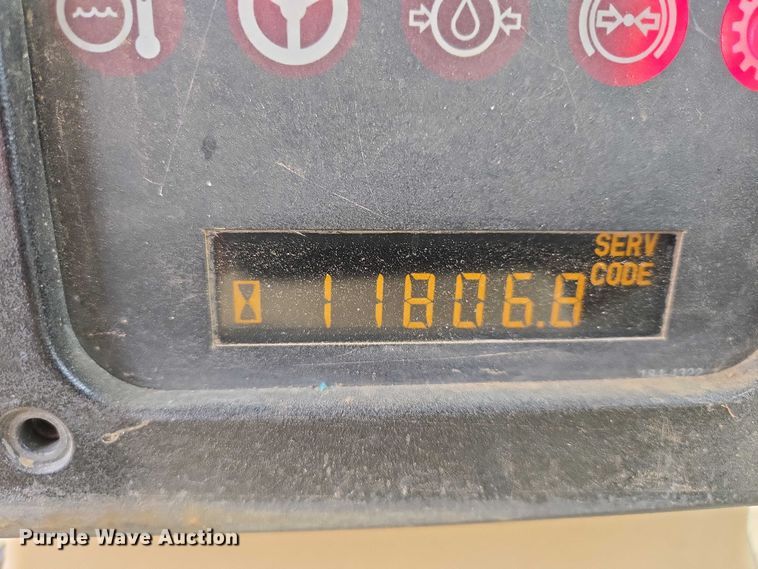 SERV
CODE
11806.8
Purple Wave Auction